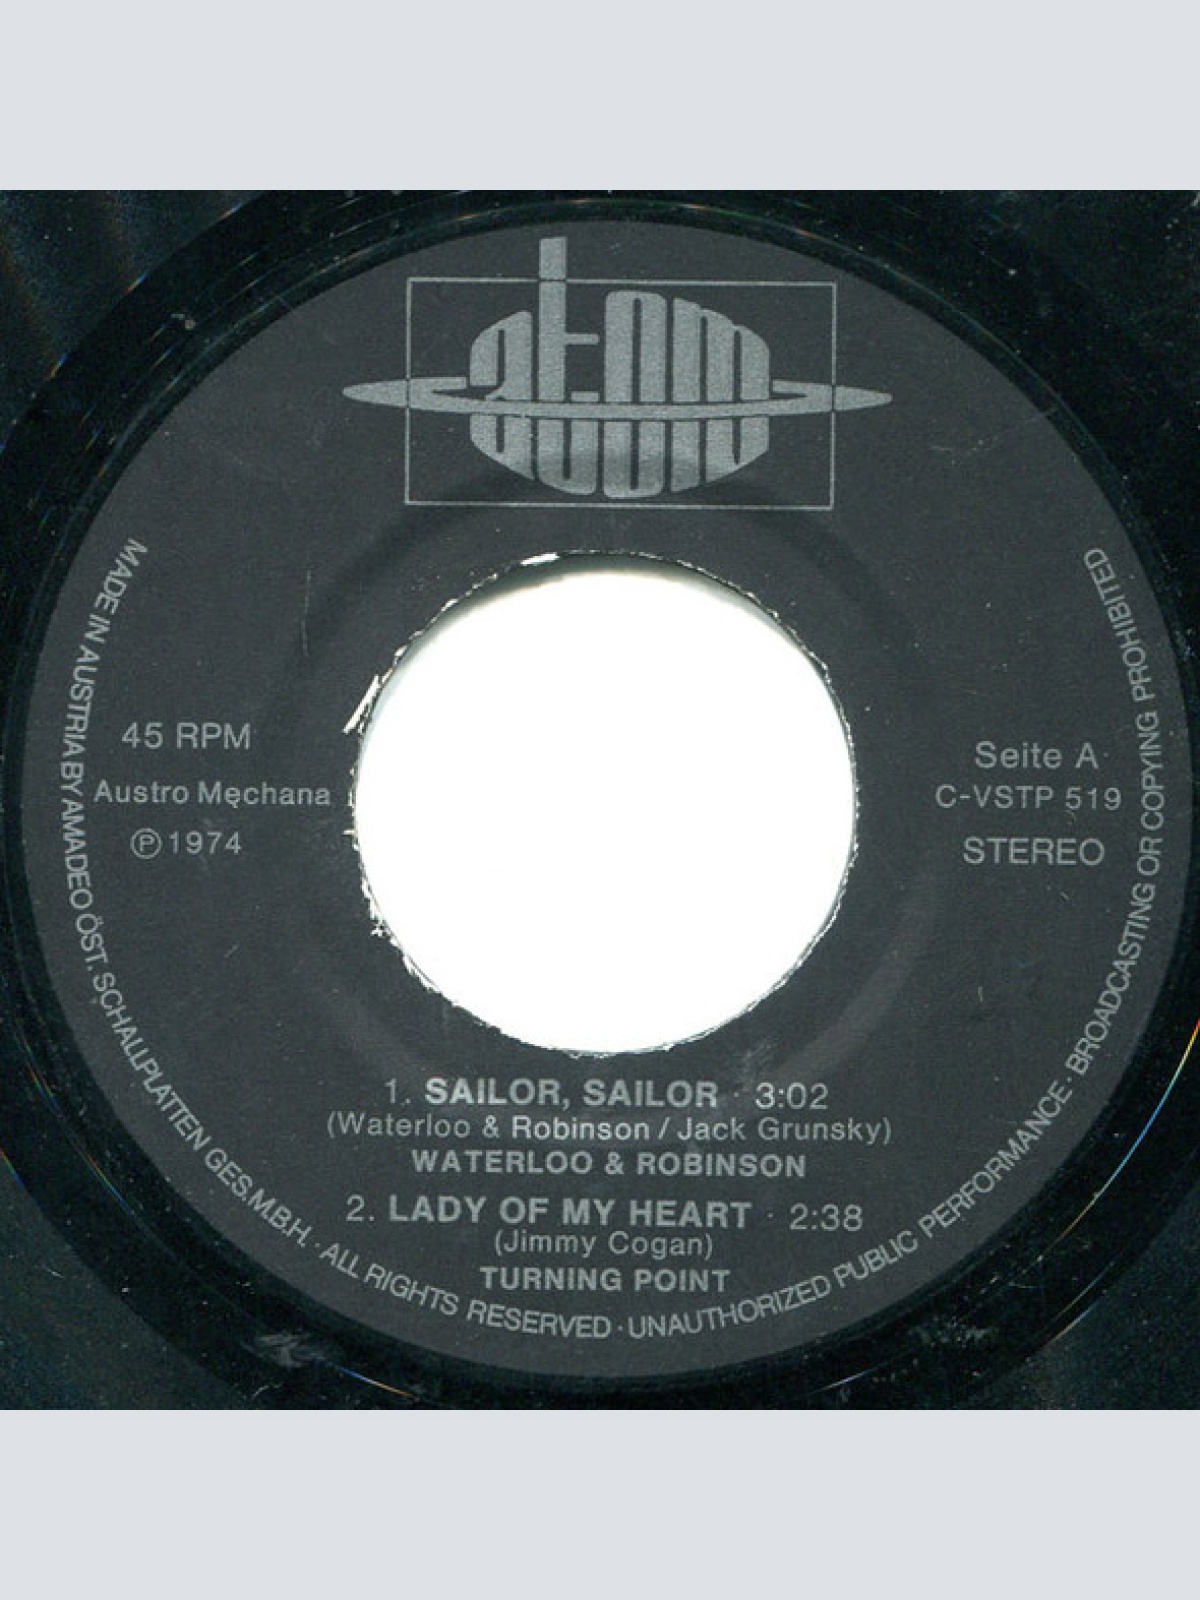 atom
MADE IN AUSTRIA BY AMADEO ÖST. SCHALLPLATTEN GES.M.B.H. · ALL RIGHTS RESERVED · UNAUTHORIZED PUBLIC PERFORMANCE · BROADCASTING OR COPYING PROHIBITED
45 RPM
Austro Mechana
Ⓟ 1974
Seite A
C-VSTP 519
STEREO
1. SAILOR, SAILOR · 3:02
(Waterloo & Robinson / Jack Grunsky)
WATERLOO & ROBINSON
2. LADY OF MY HEART · 2:38
(Jimmy Cogan)
TURNING POINT